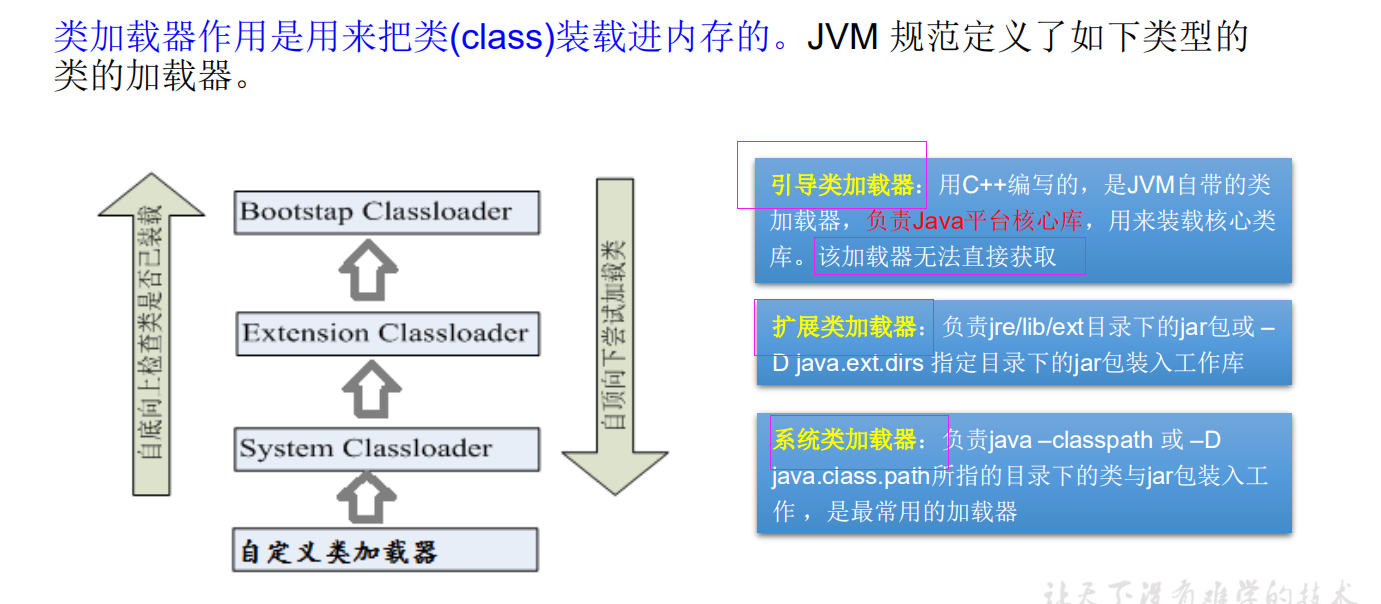 类加载器作用是用来把类(class)装载进内存的。JVM 规范定义了如下类型的
类的加载器。
自底向上检查类是否已装载
Bootstap Classloader
Extension Classloader
System Classloader
自定义类加载器
自顶向下尝试加载类
引导类加载器：用C++编写的，是JVM自带的类
加载器，负责Java平台核心库，用来装载核心类
库。该加载器无法直接获取
扩展类加载器：负责jre/lib/ext目录下的jar包或 –
D java.ext.dirs 指定目录下的jar包装入工作库
系统类加载器：负责java –classpath 或 –D
java.class.path所指的目录下的类与jar包装入工
作 ，是最常用的加载器
让天下没有难学的技术